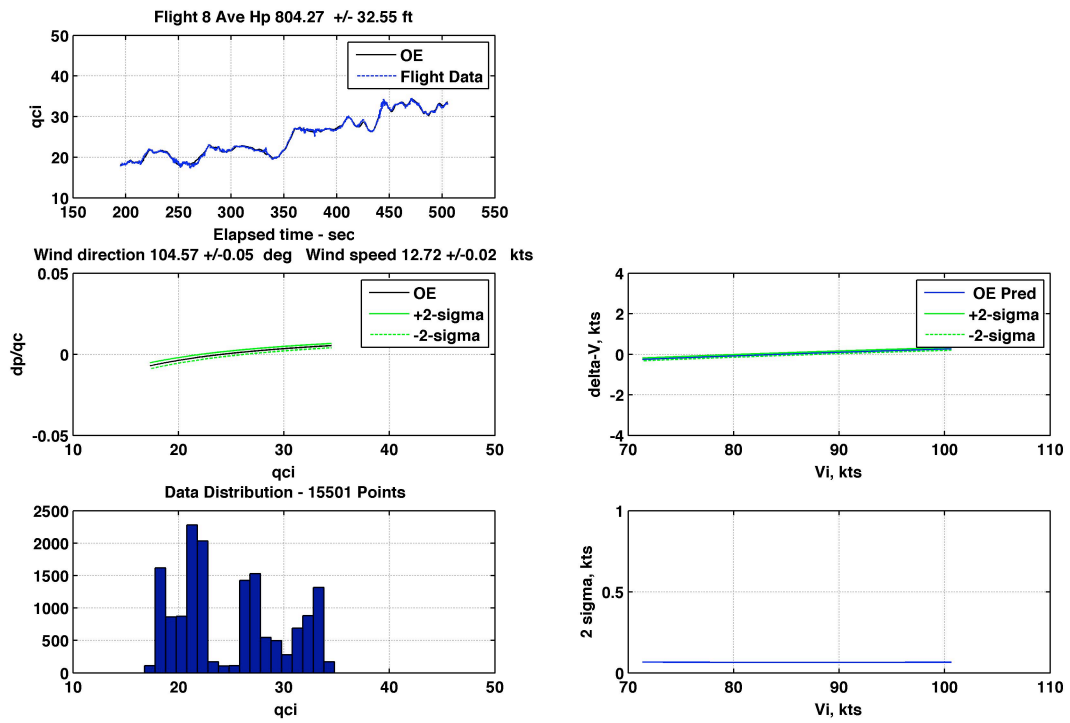 Flight 8 Ave Hp 804.27 +/- 32.55 ft
50
40
30
20
10
qci
OE
Flight Data
150 200 250 300 350 400 450 500 550
Elapsed time - sec
Wind direction 104.57 +/-0.05 deg Wind speed 12.72 +/-0.02 kts
0.05
0
-0.05
dp/qc
OE
+2-sigma
-2-sigma
10 20 30 40 50
qci
4
2
0
-2
-4
delta-V, kts
OE Pred
+2-sigma
-2-sigma
70 80 90 100 110
Vi, kts
Data Distribution - 15501 Points
2500
2000
1500
1000
500
0
10 20 30 40 50
qci
1
0.5
0
2 sigma, kts
70 80 90 100 110
Vi, kts